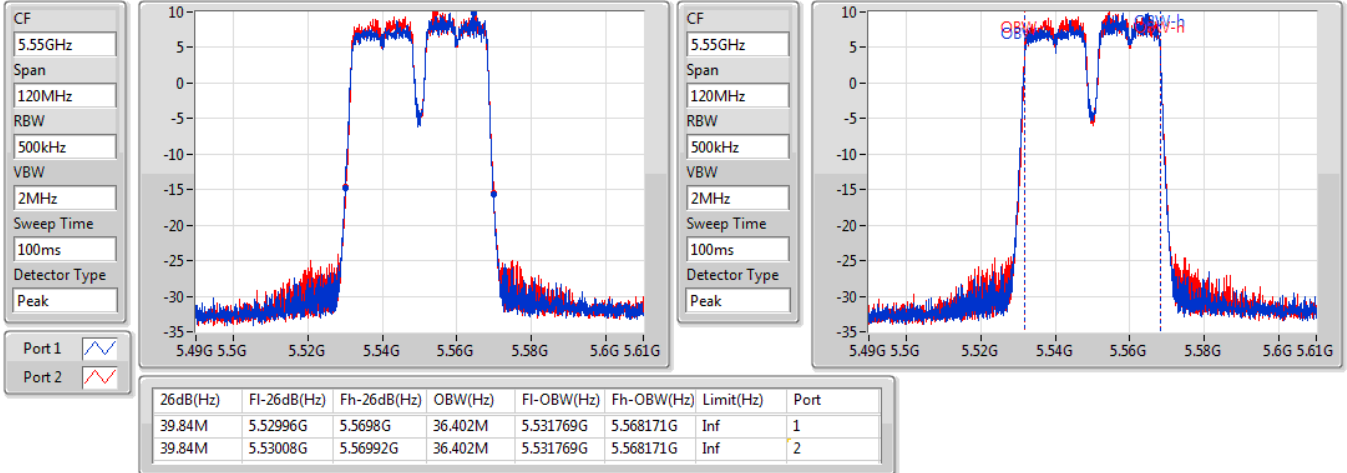 CF
5.55GHz
Span
120MHz
RBW
500kHz
VBW
2MHz
Sweep Time
100ms
Detector Type
Peak
10
5
0
-5
-10
-15
-20
-25
-30
-35
5.49G 5.5G 5.52G 5.54G 5.56G 5.58G 5.6G 5.61G
CF
5.55GHz
Span
120MHz
RBW
500kHz
VBW
2MHz
Sweep Time
100ms
Detector Type
Peak
10
5
0
-5
-10
-15
-20
-25
-30
-35
OBW-h
5.49G 5.5G 5.52G 5.54G 5.56G 5.58G 5.6G 5.61G
Port 1
Port 2
26dB(Hz) Fl-26dB(Hz) Fh-26dB(Hz) OBW(Hz) Fl-OBW(Hz) Fh-OBW(Hz) Limit(Hz) Port
39.84M 5.52996G 5.5698G 36.402M 5.531769G 5.568171G Inf 1
39.84M 5.53008G 5.56992G 36.402M 5.531769G 5.568171G Inf 2